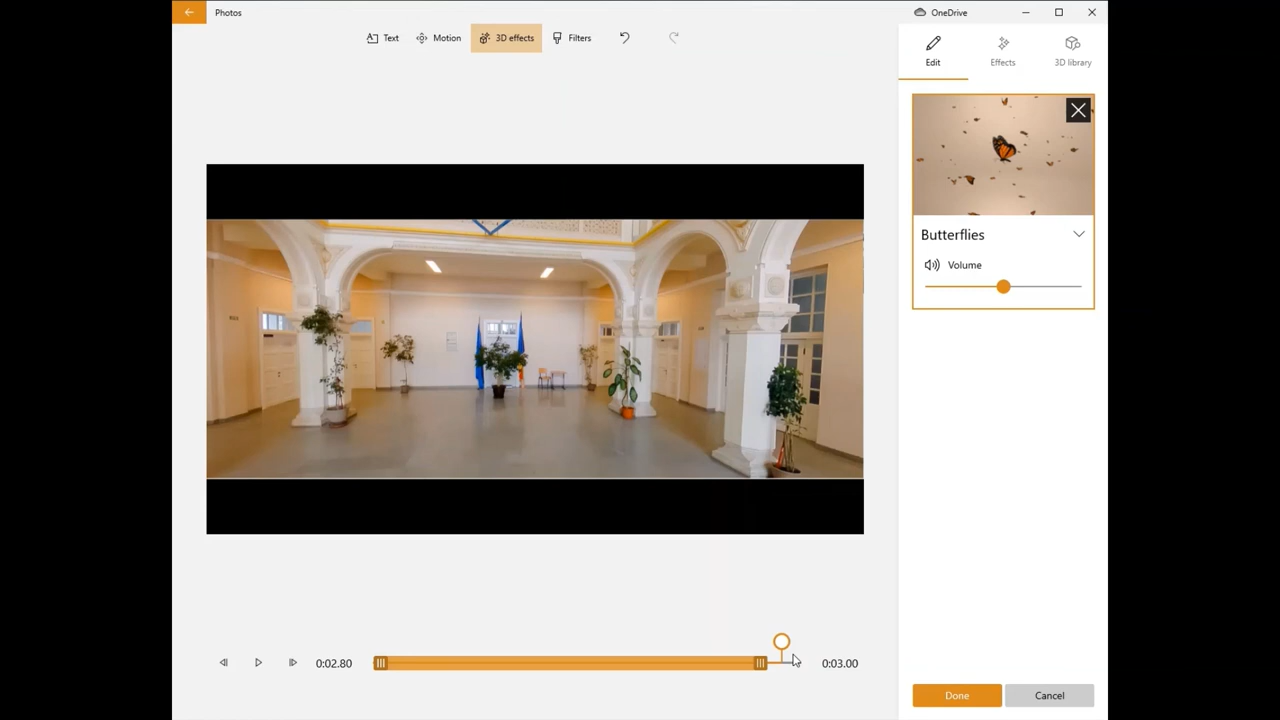 Photos
OneDrive
Text
Motion
3D effects
Filters
Edit
Effects
3D library
Butterflies
Volume
0:02.80
0:03.00
Done
Cancel